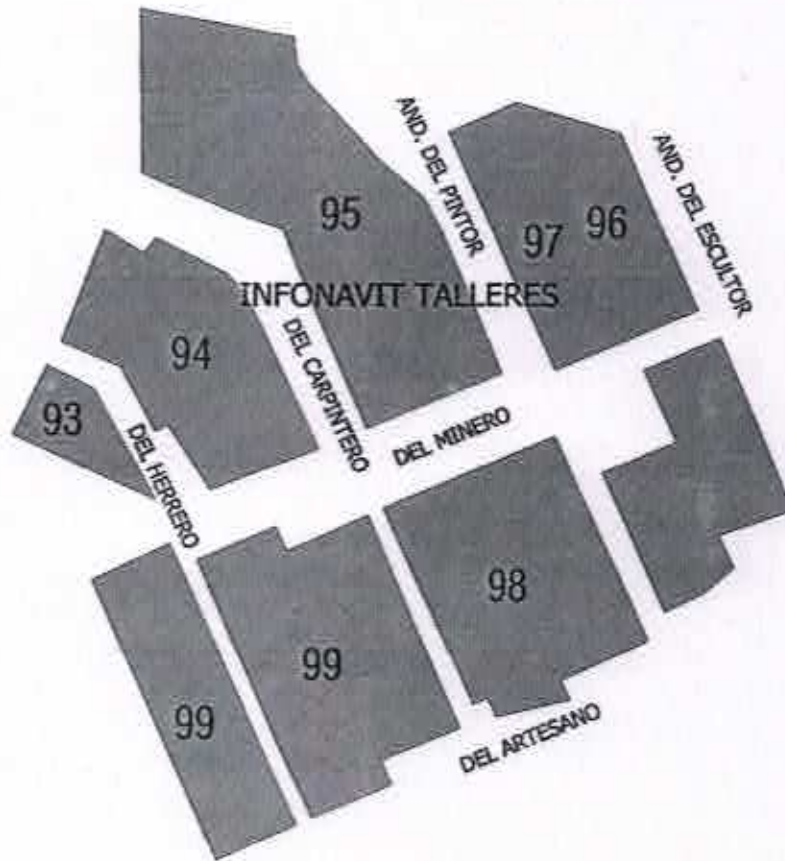 AND. DEL PINTOR
AND. DEL ESCULTOR
95
97
96
INFONAVIT TALLERES
94
DEL CARPINTERO
93
DEL HERRERO
DEL MINERO
98
99
99
DEL ARTESANO